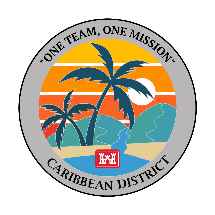 "ONE TEAM, ONE MISSION"
CARIBBEAN DISTRICT